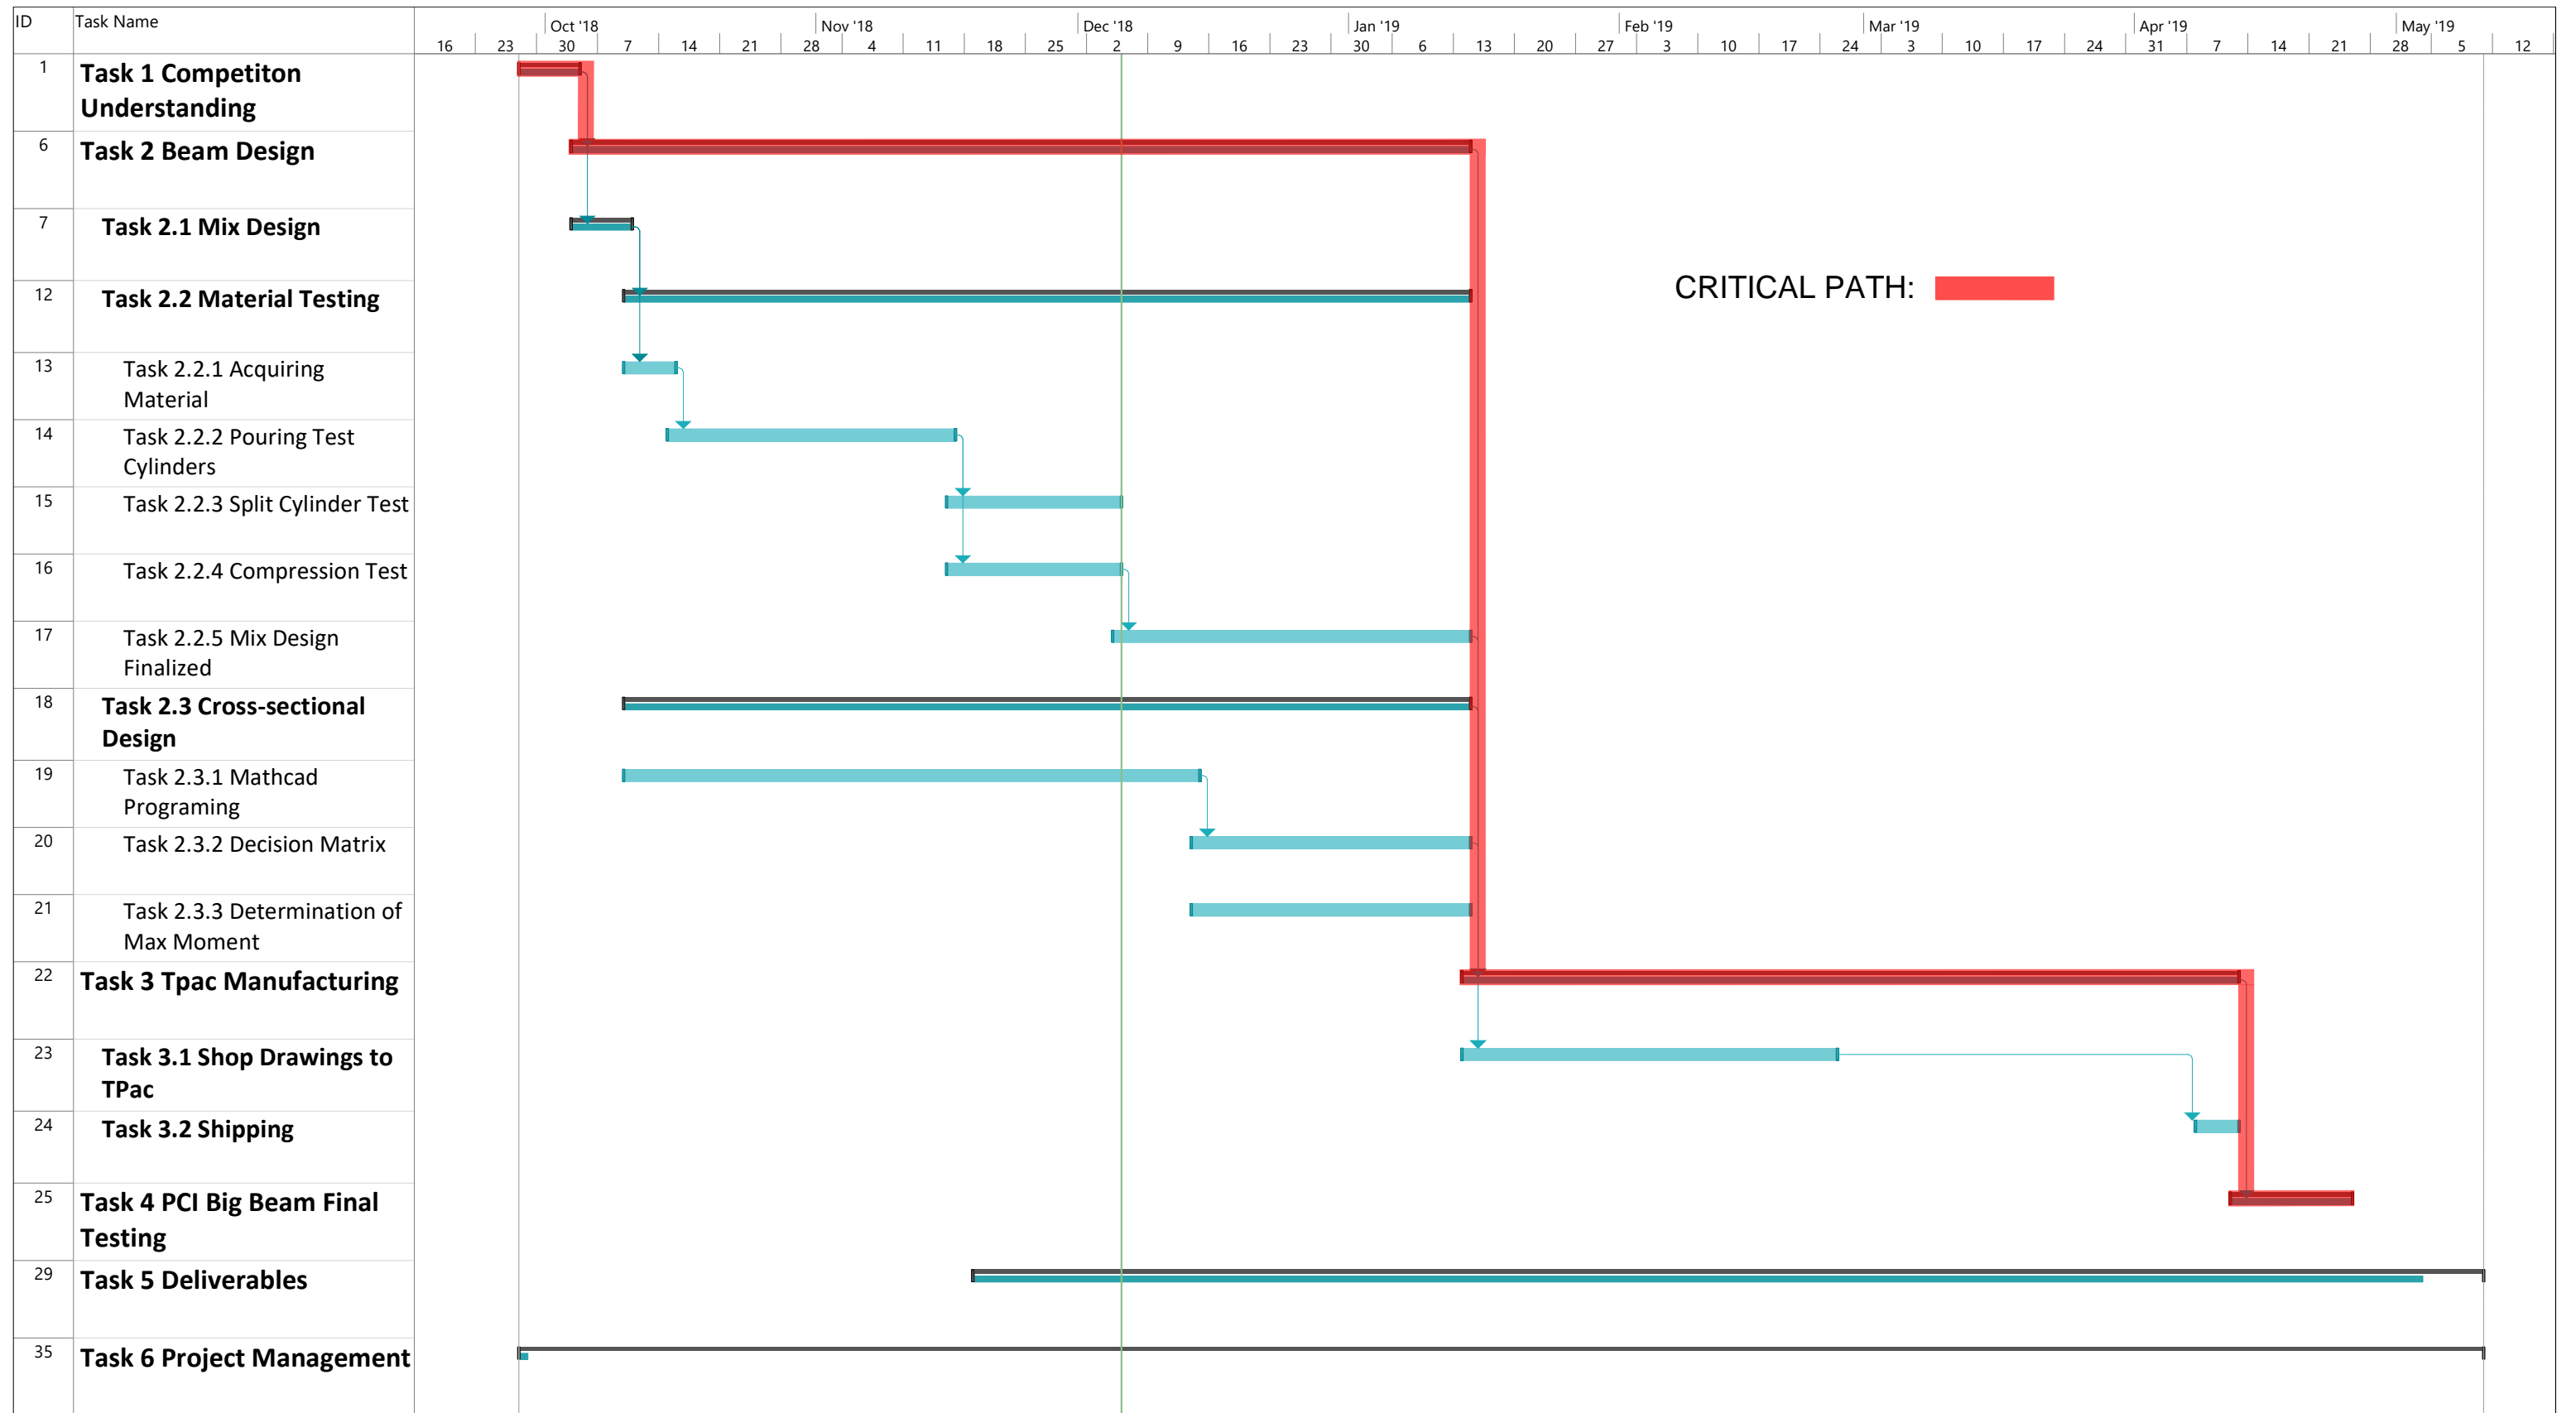 ID Task Name Oct '18 Nov '18 Dec '18 Jan '19 Feb '19 Mar '19 Apr '19 May '19
16 23 30 7 14 21 28 4 11 18 25 2 9 16 23 30 6 13 20 27 3 10 17 24 3 10 17 24 31 7 14 21 28 5 12
1 Task 1 Competiton
Understanding
6 Task 2 Beam Design
7 Task 2.1 Mix Design
CRITICAL PATH:
12 Task 2.2 Material Testing
13 Task 2.2.1 Acquiring
Material
14 Task 2.2.2 Pouring Test
Cylinders
15 Task 2.2.3 Split Cylinder Test
16 Task 2.2.4 Compression Test
17 Task 2.2.5 Mix Design
Finalized
18 Task 2.3 Cross-sectional
Design
19 Task 2.3.1 Mathcad
Programing
20 Task 2.3.2 Decision Matrix
21 Task 2.3.3 Determination of
Max Moment
22 Task 3 Tpac Manufacturing
23 Task 3.1 Shop Drawings to
TPac
24 Task 3.2 Shipping
25 Task 4 PCI Big Beam Final
Testing
29 Task 5 Deliverables
35 Task 6 Project Management